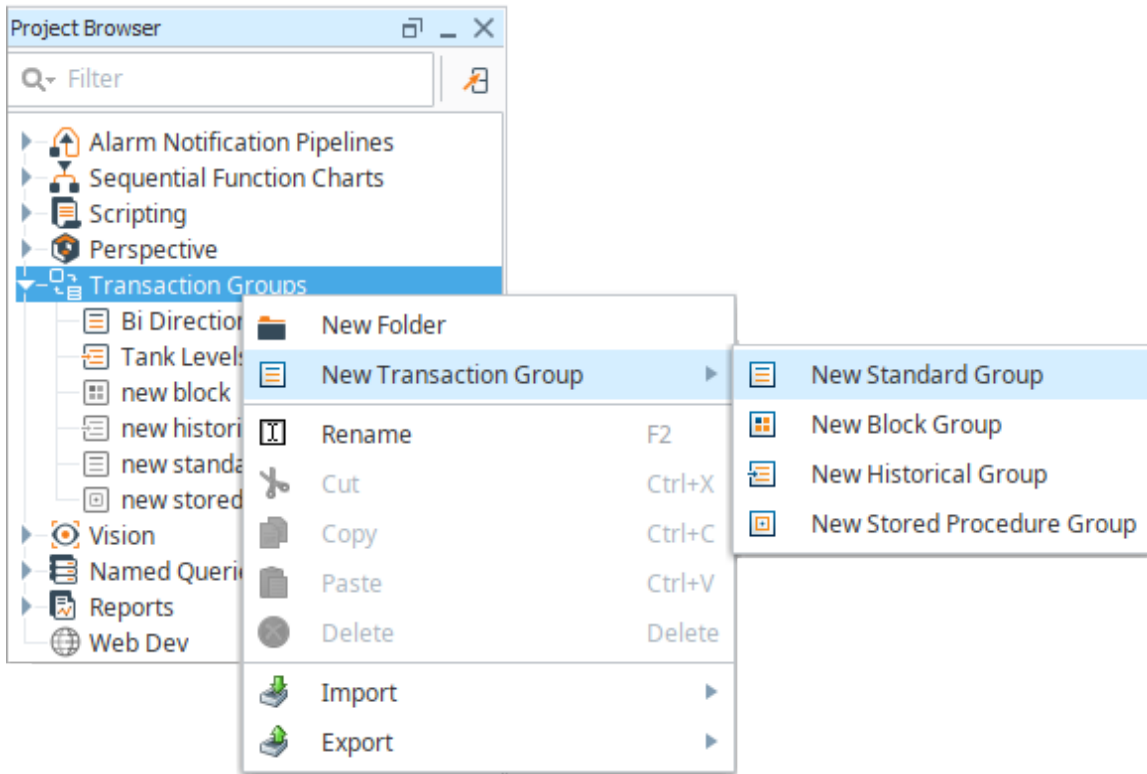 Project Browser
Filter
Alarm Notification Pipelines
Sequential Function Charts
Scripting
Perspective
Transaction Groups
Bi Direction
Tank Levels
new block
new histori
new standa
new stored
Vision
Named Queri
Reports
Web Dev
New Folder
New Transaction Group
Rename F2
Cut Ctrl+X
Copy Ctrl+C
Paste Ctrl+V
Delete Delete
Import
Export
New Standard Group
New Block Group
New Historical Group
New Stored Procedure Group